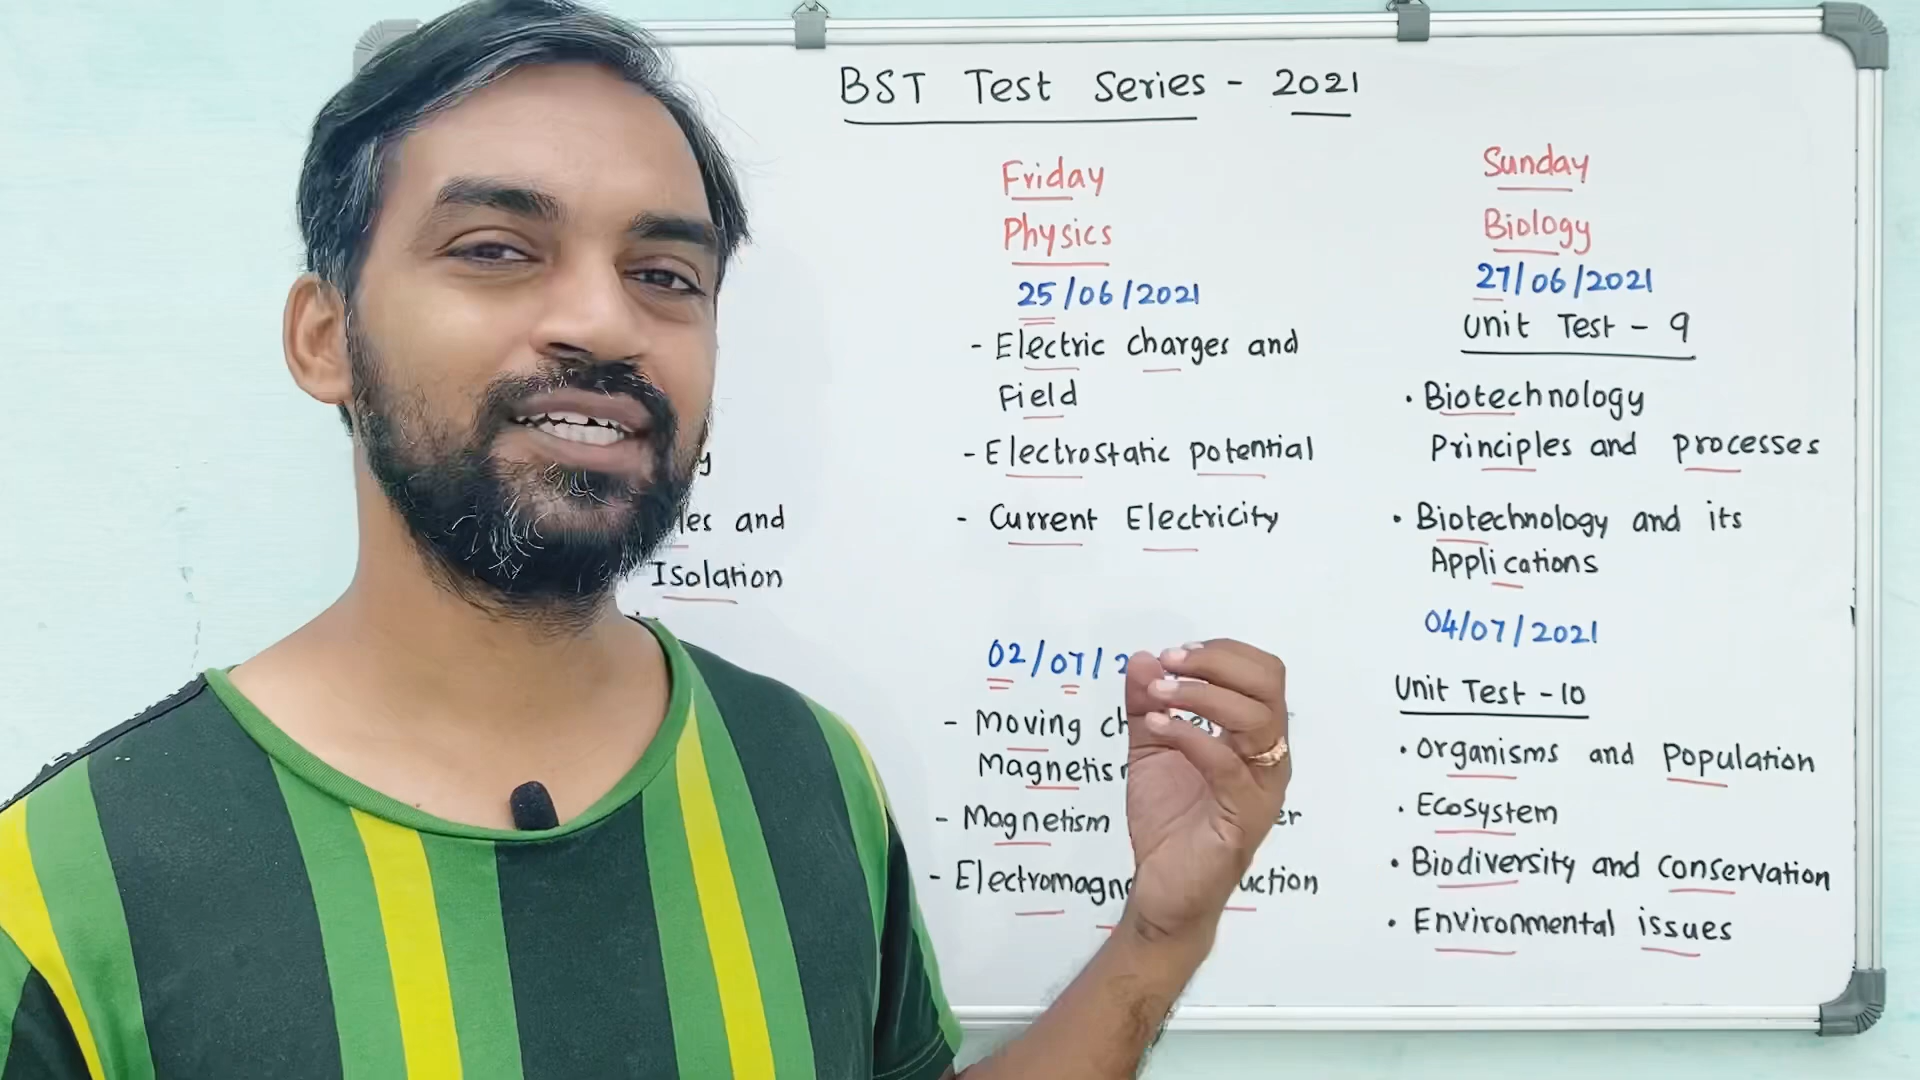 BST Test Series - 2021
and
Isolation
Friday
Physics
25/06/2021
- Electric charges and
Field
- Electrostatic potential
- Current Electricity
02/07/
- Moving
- Magnetism
Sunday
Biology
27/06/2021
Unit Test - 9
• Biotechnology
Principles and processes
• Biotechnology and its
Applications
04/07/2021
Unit Test - 10
• Organisms and Population
• Ecosystem
• Biodiversity and conservation
• Environmental issues